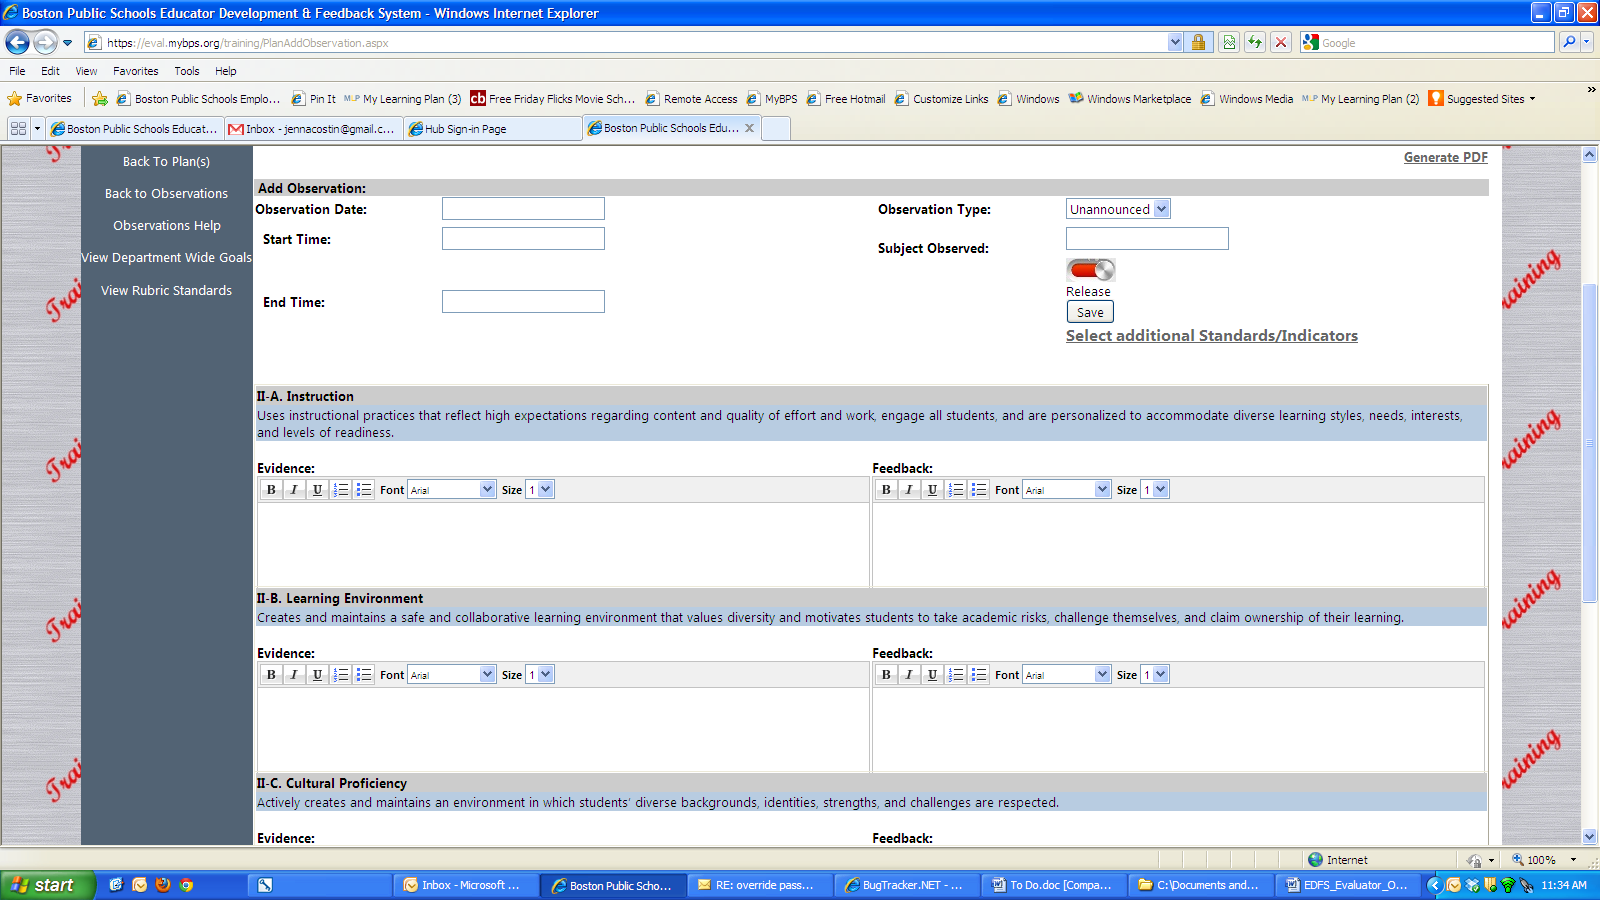 Boston Public Schools Educator Development & Feedback System - Windows Internet Explorer
https://eval.mybps.org/training/PlanAddObservation.aspx
Google
File Edit View Favorites Tools Help
Favorites Boston Public Schools Emplo... Pin It MLP My Learning Plan (3) cb Free Friday Flicks Movie Sch... Remote Access MyBPS Free Hotmail Customize Links Windows Windows Marketplace Windows Media MLP My Learning Plan (2) Suggested Sites
Boston Public Schools Educat... Inbox - jennacostin@gmail.c... Hub Sign-in Page Boston Public Schools Edu...
Back To Plan(s)
Back to Observations
Observations Help
View Department Wide Goals
View Rubric Standards
Generate PDF
Add Observation:
Observation Date: Observation Type: Unannounced
Start Time: Subject Observed:
Release
End Time:
Save
Select additional Standards/Indicators
II-A. Instruction
Uses instructional practices that reflect high expectations regarding content and quality of effort and work, engage all students, and are personalized to accommodate diverse learning styles, needs, interests,
and levels of readiness.
Evidence: Feedback:
B I U Font Arial Size 1 B I U Font Arial Size 1
II-B. Learning Environment
Creates and maintains a safe and collaborative learning environment that values diversity and motivates students to take academic risks, challenge themselves, and claim ownership of their learning.
Evidence: Feedback:
B I U Font Arial Size 1 B I U Font Arial Size 1
II-C. Cultural Proficiency
Actively creates and maintains an environment in which students' diverse backgrounds, identities, strengths, and challenges are respected.
Evidence: Feedback:
Trai
Trai
Trai
Trai
Training
raining
raining
raining
Internet 100%
start Inbox - Microsoft ... Boston Public Scho... RE: override pass... BugTracker.NET - ... To Do.doc [Compa... C:\Documents and... EDFS_Evaluator_O... 11:34 AM